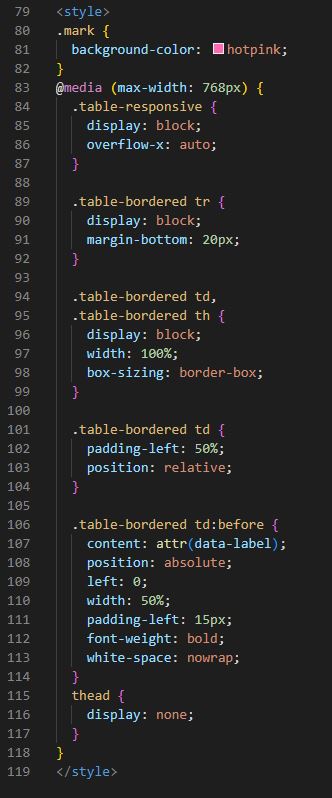 79 <style>
80 .mark {
81   background-color: hotpink;
82 }
83 @media (max-width: 768px) {
84   .table-responsive {
85     display: block;
86     overflow-x: auto;
87   }
88
89   .table-bordered tr {
90     display: block;
91     margin-bottom: 20px;
92   }
93
94   .table-bordered td,
95   .table-bordered th {
96     display: block;
97     width: 100%;
98     box-sizing: border-box;
99   }
100
101   .table-bordered td {
102     padding-left: 50%;
103     position: relative;
104   }
105
106   .table-bordered td:before {
107     content: attr(data-label);
108     position: absolute;
109     left: 0;
110     width: 50%;
111     padding-left: 15px;
112     font-weight: bold;
113     white-space: nowrap;
114   }
115   thead {
116     display: none;
117   }
118 }
119 </style>